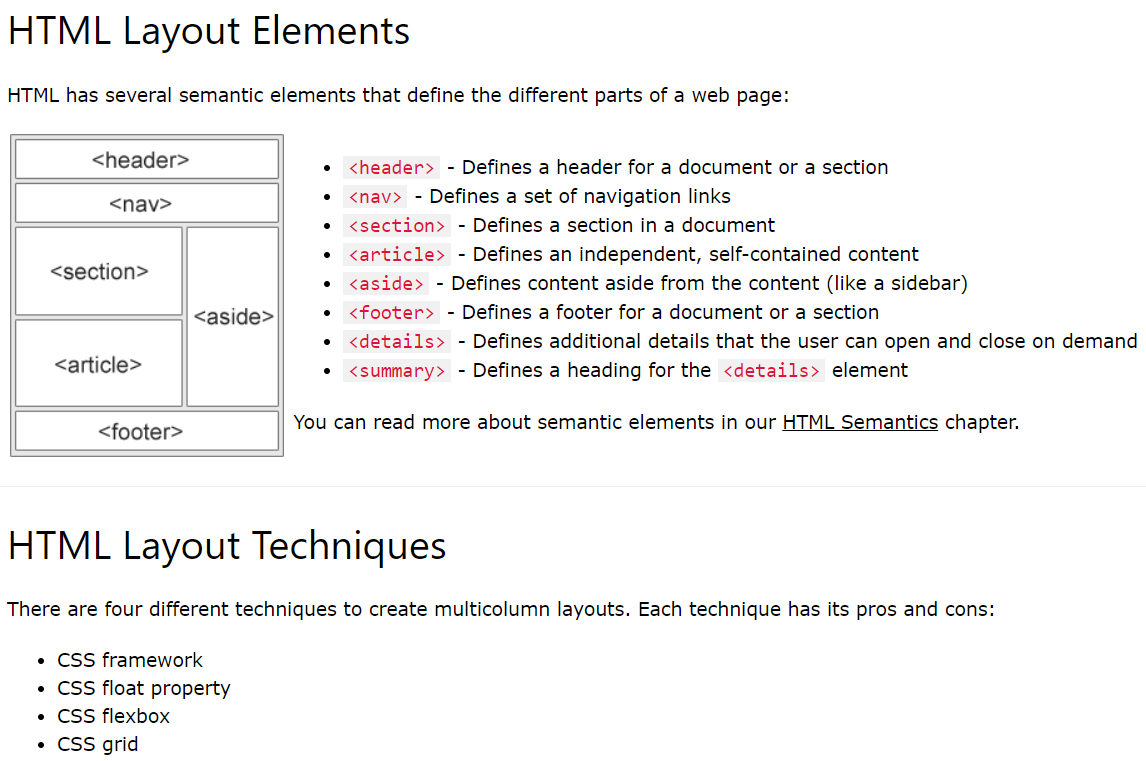 HTML Layout Elements
HTML has several semantic elements that define the different parts of a web page:
<header>
<nav>
<section>
<aside>
<article>
<footer>
• <header> - Defines a header for a document or a section
• <nav> - Defines a set of navigation links
• <section> - Defines a section in a document
• <article> - Defines an independent, self-contained content
• <aside> - Defines content aside from the content (like a sidebar)
• <footer> - Defines a footer for a document or a section
• <details> - Defines additional details that the user can open and close on demand
• <summary> - Defines a heading for the <details> element
You can read more about semantic elements in our HTML Semantics chapter.
HTML Layout Techniques
There are four different techniques to create multicolumn layouts. Each technique has its pros and cons:
• CSS framework
• CSS float property
• CSS flexbox
• CSS grid